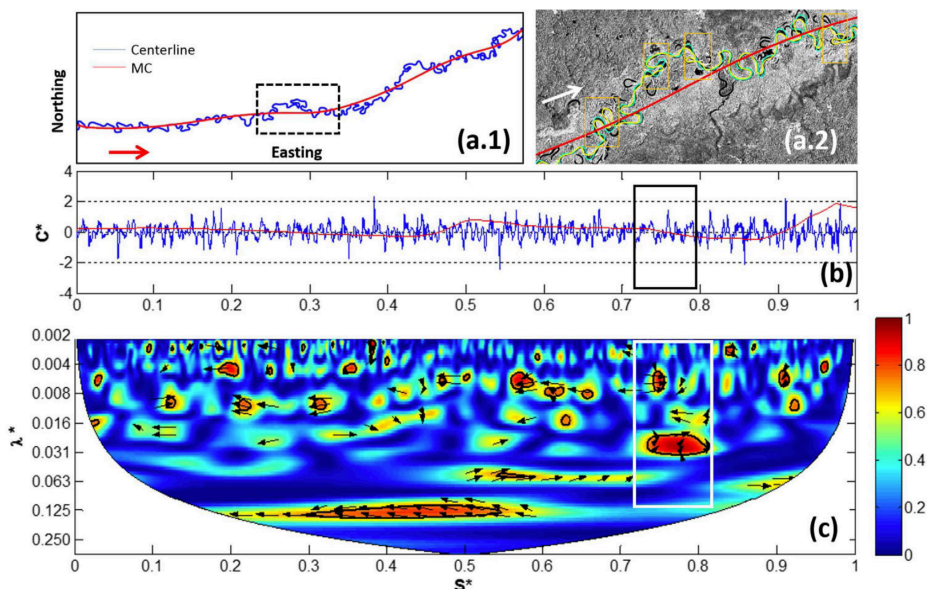 Centerline
MC
Northing
Easting
(a.1)
(a.2)
4
2
0
-2
-4
C*
(b)
0 0.1 0.2 0.3 0.4 0.5 0.6 0.7 0.8 0.9 1
0.002
0.004
0.008
0.016
0.031
0.063
0.125
0.250
λ*
(c)
0 0.1 0.2 0.3 0.4 0.5 0.6 0.7 0.8 0.9 1
S*
1
0.8
0.6
0.4
0.2
0